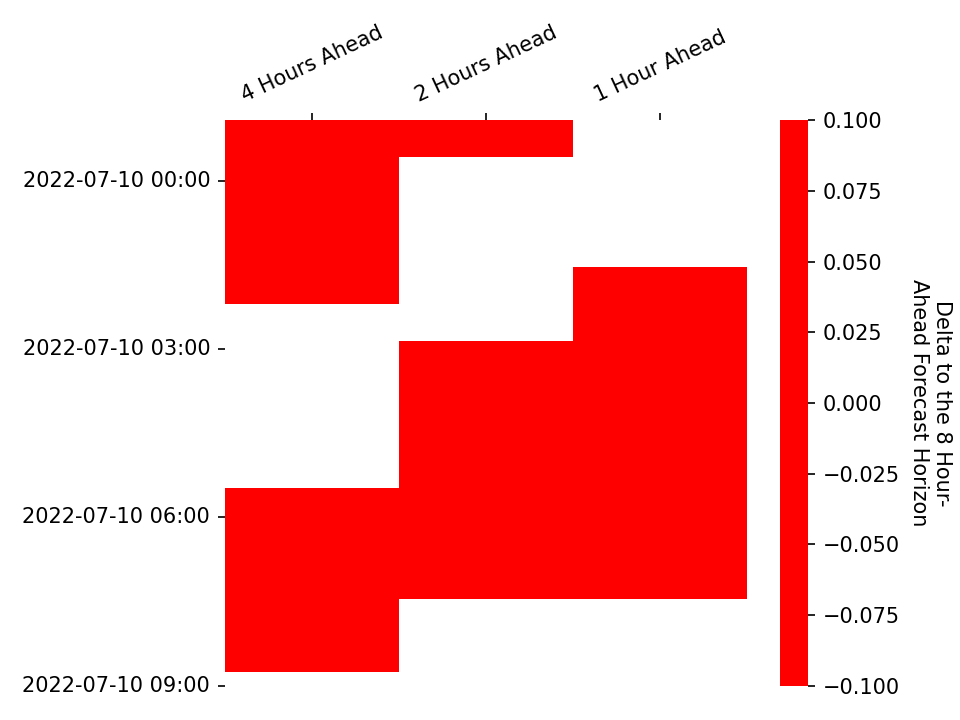 4 Hours Ahead
2 Hours Ahead
1 Hour Ahead
2022-07-10 00:00
2022-07-10 03:00
2022-07-10 06:00
2022-07-10 09:00
0.100
0.075
0.050
0.025
0.000
−0.025
−0.050
−0.075
−0.100
Delta to the 8 Hour-
Ahead Forecast Horizon